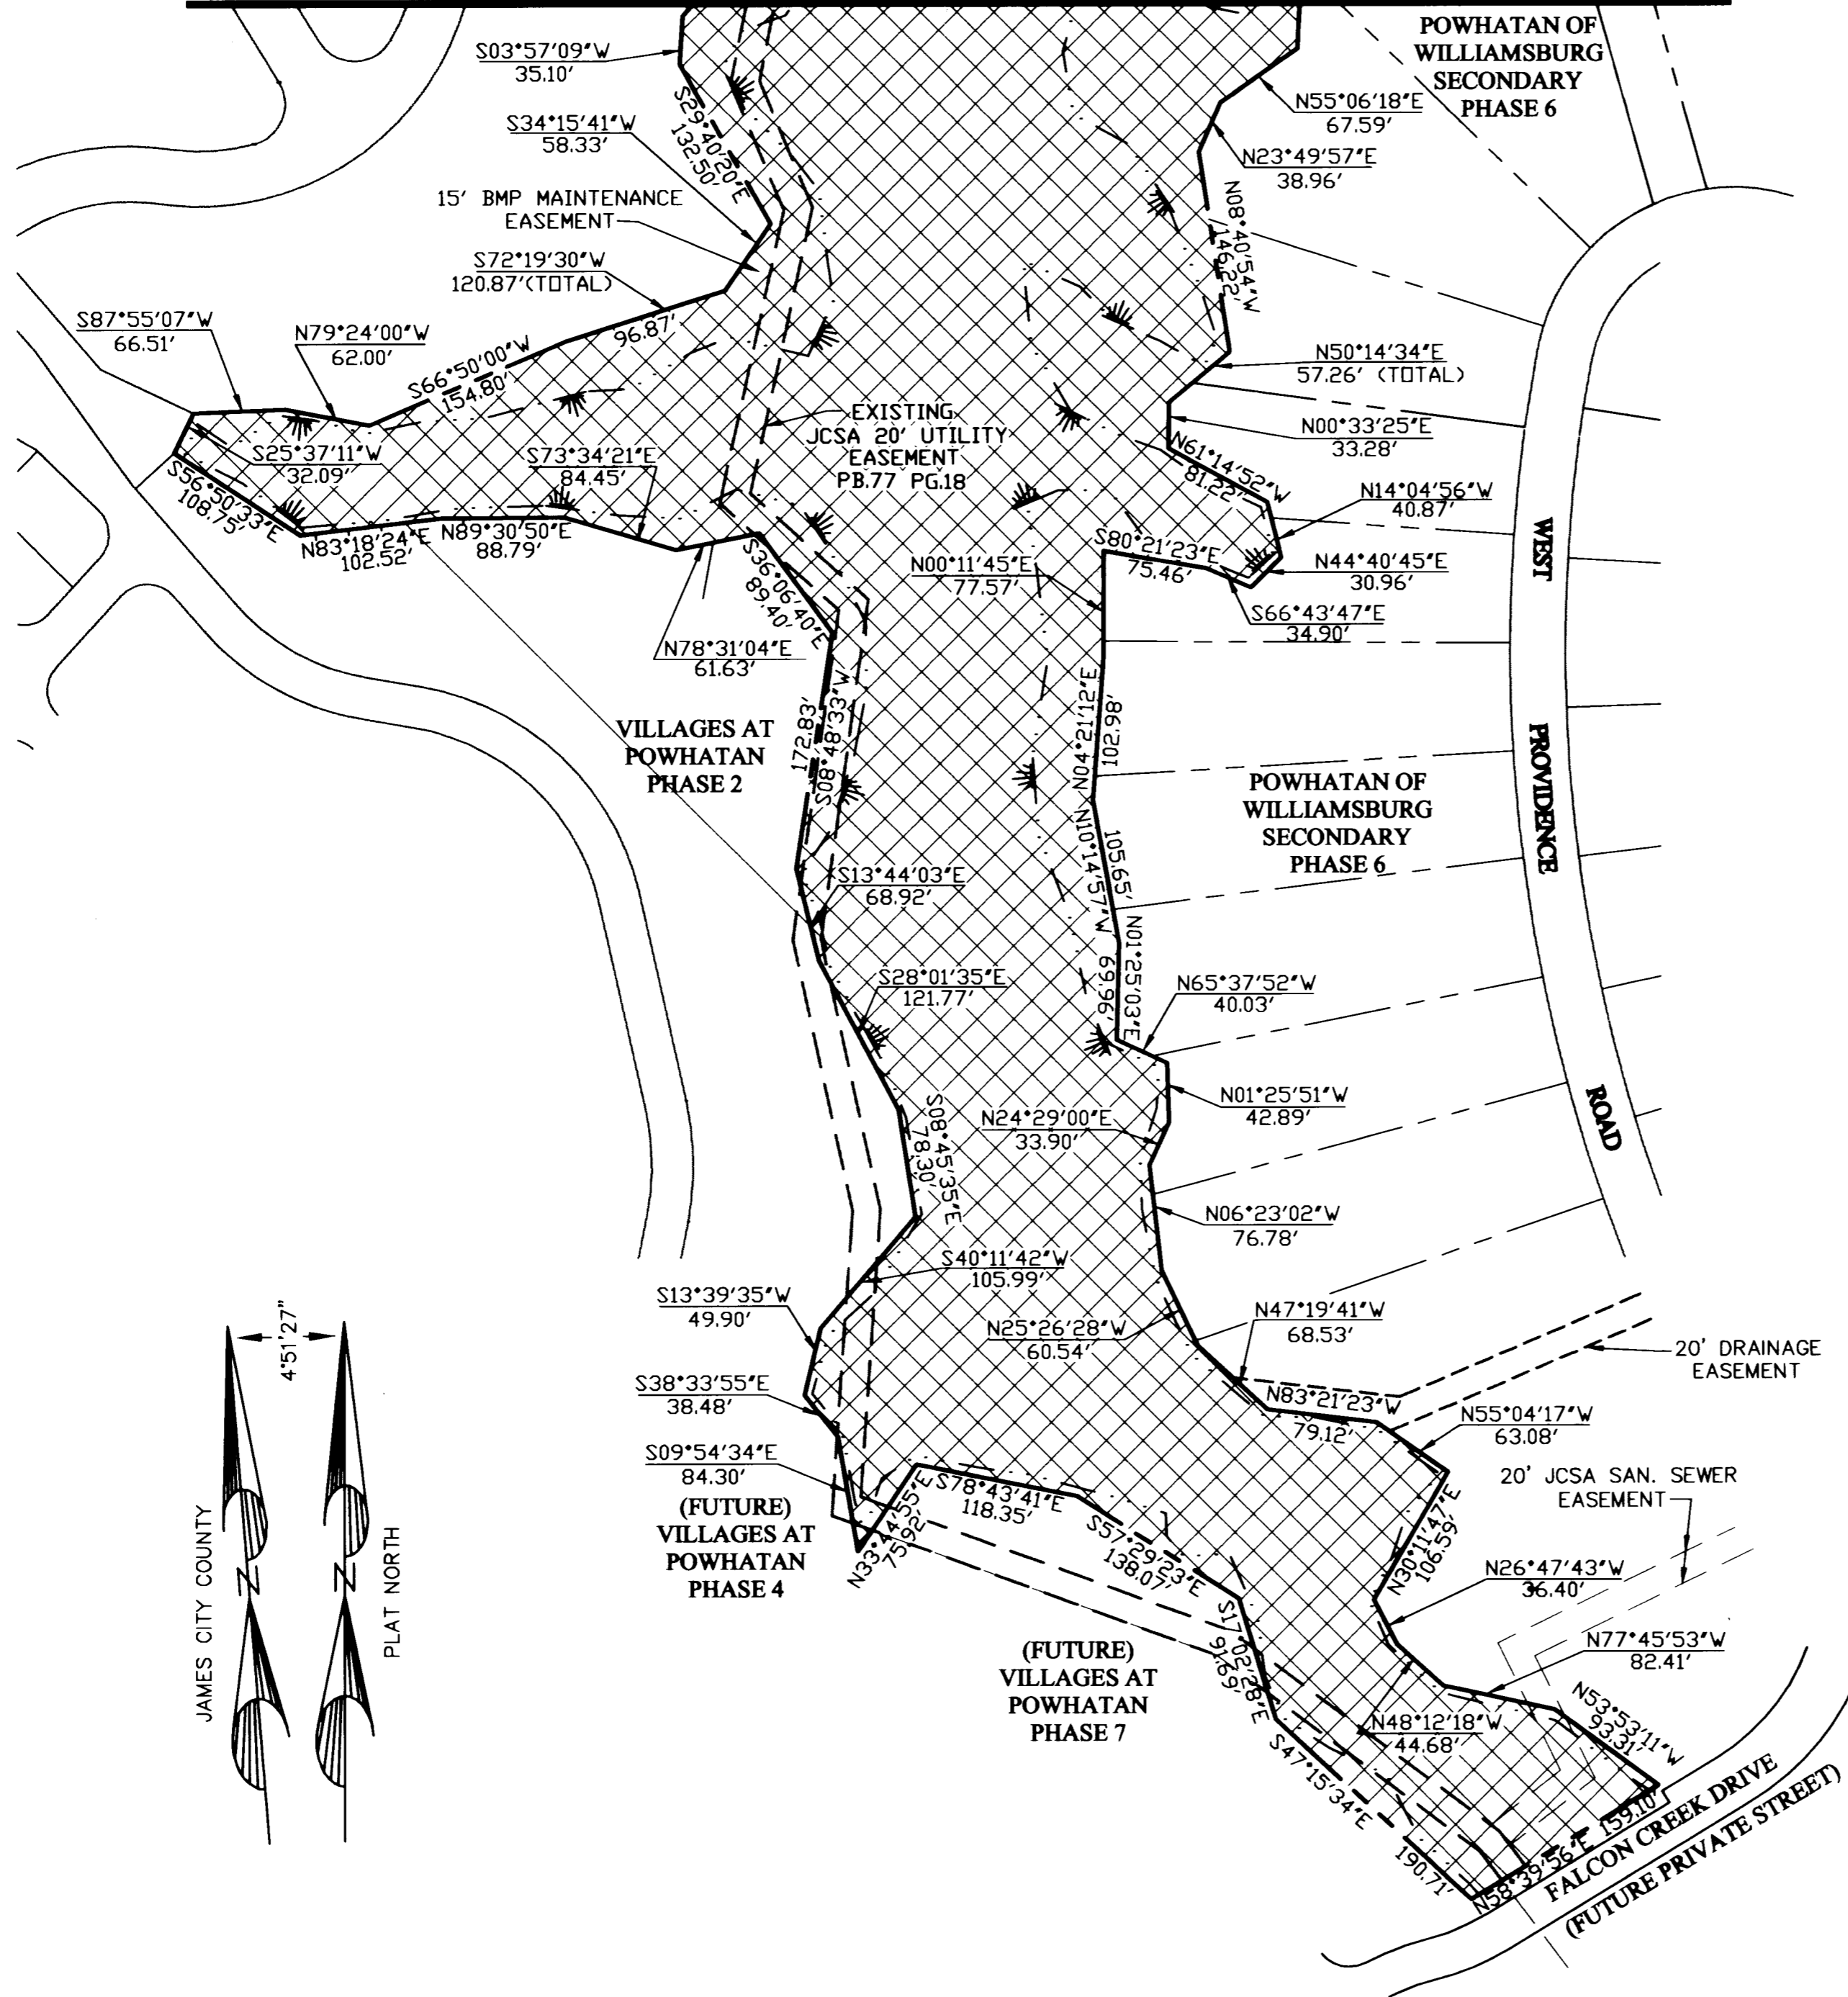 POWHATAN OF
WILLIAMSBURG
SECONDARY
PHASE 6
S03°57'09"W
35.10'
S29°40'20"E
132.50'
S34°15'41"W
58.33'
15' BMP MAINTENANCE
EASEMENT
S72°19'30"W
120.87'(TOTAL)
96.87'
N55°06'18"E
67.59'
N23°49'57"E
38.96'
N08°40'54"W
146.22'
S87°55'07"W
66.51'
N79°24'00"W
62.00'
S66°50'00"W
154.80'
N50°14'34"E
57.26' (TOTAL)
EXISTING
JCSA 20' UTILITY
EASEMENT
PB.77 PG.18
N00°33'25"E
33.28'
S25°37'11"W
32.09'
S56°50'33"E
108.75'
S73°34'21"E
84.45'
N61°14'52"W
81.22'
N14°04'56"W
40.87'
N83°18'24"E
102.52'
N89°30'50"E
88.79'
S36°06'40"E
89.40'
N00°11'45"E
77.57'
S80°21'23"E
75.46'
N44°40'45"E
30.96'
S66°43'47"E
34.90'
N78°31'04"E
61.63'
VILLAGES AT
POWHATAN
PHASE 2
172.83'
S08°48'33"W
N04°21'12"E
102.98'
POWHATAN OF
WILLIAMSBURG
SECONDARY
PHASE 6
WEST
PROVIDENCE
ROAD
N10°14'57"W
105.65'
S13°44'03"E
68.92'
N01°25'03"E
69.96'
S28°01'35"E
121.77'
N65°37'52"W
40.03'
N01°25'51"W
42.89'
S08°45'35"E
78.30'
N24°29'00"E
33.90'
N06°23'02"W
76.78'
S40°11'42"W
105.99'
S13°39'35"W
49.90'
N25°26'28"W
60.54'
N47°19'41"W
68.53'
20' DRAINAGE
EASEMENT
S38°33'55"E
38.48'
N83°21'23"W
79.12'
N55°04'17"W
63.08'
S09°54'34"E
84.30'
(FUTURE)
VILLAGES AT
POWHATAN
PHASE 4
N33°44'55"E
75.92'
S78°43'41"E
118.35'
S57°29'23"E
138.07'
20' JCSA SAN. SEWER
EASEMENT
N30°11'47"E
106.59'
N26°47'43"W
36.40'
4°51'27"
JAMES CITY COUNTY
PLAT NORTH
N
N
(FUTURE)
VILLAGES AT
POWHATAN
PHASE 7
S17°02'28"E
91.69'
N77°45'53"W
82.41'
N48°12'18"W
44.68'
N53°53'11"W
93.31'
S47°15'34"E
190.71'
N58°39'56"E
159.10'
FALCON CREEK DRIVE
(FUTURE PRIVATE STREET)